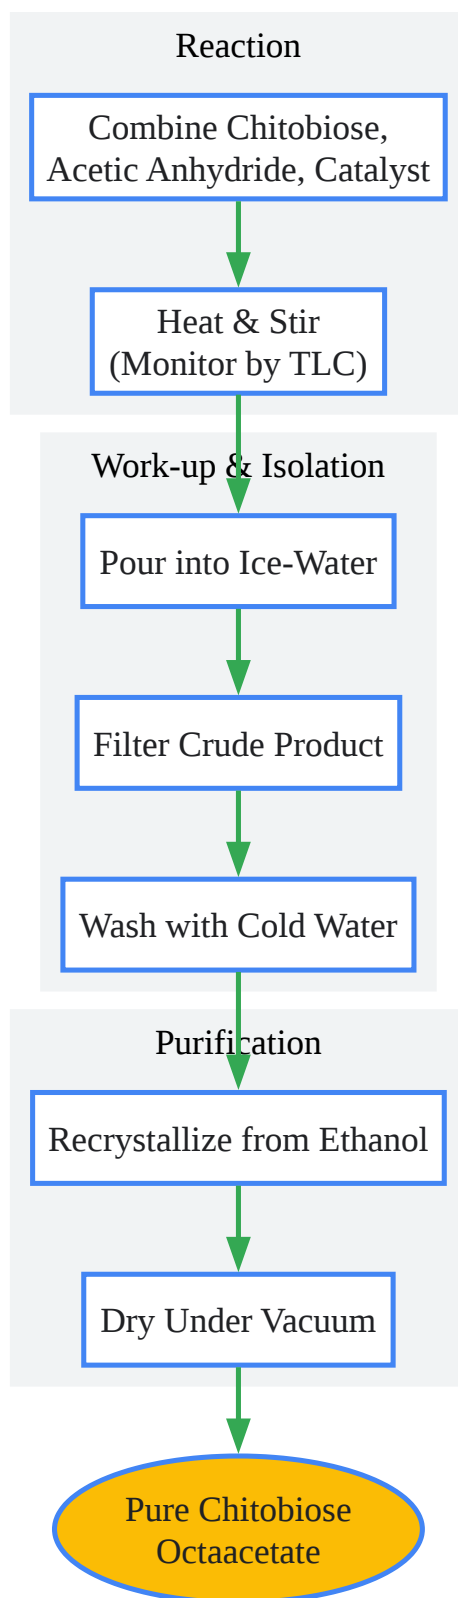 Reaction
Combine Chitobiose,
Acetic Anhydride, Catalyst
Heat & Stir
(Monitor by TLC)
Work-up & Isolation
Pour into Ice-Water
Filter Crude Product
Wash with Cold Water
Purification
Recrystallize from Ethanol
Dry Under Vacuum
Pure Chitobiose
Octaacetate